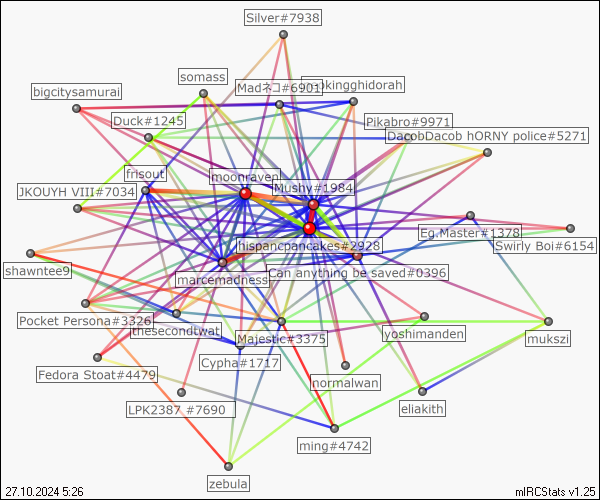 Silver#7938
somass
Madネコ#6901
okingghidorah
bigcitysamurai
Duck#1245
Pikabro#9971
DacobDacob hORNY police#5271
frisout
moonraven
Mushy#1984
JKOUYH VIII#7034
Eg.Master#1378
Swirly Boi#6154
hispanicpancakes#2928
shawntee9
marcemadness
Can anything be saved#0396
Pocket Persona#3326
thesecondtwat
Majestic#3375
yoshimanden
mukszi
Cypha#1717
Fedora Stoat#4479
normalwan
LPK2387 #7690
eliakith
ming#4742
zebula
27.10.2024 5:26
mIRCStats v1.25